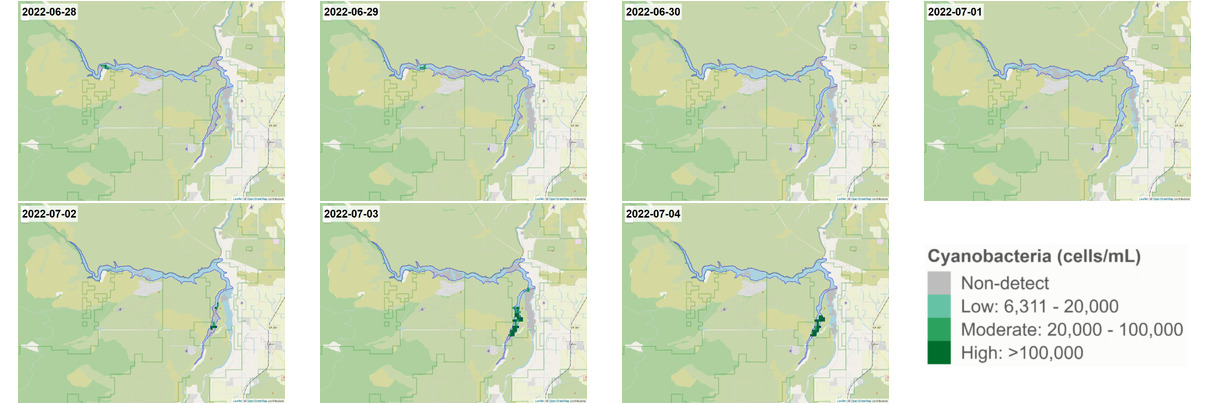 2022-06-28
2022-06-29
2022-06-30
2022-07-01
2022-07-02
2022-07-03
2022-07-04
Cyanobacteria (cells/mL)
Non-detect
Low: 6,311 - 20,000
Moderate: 20,000 - 100,000
High: >100,000